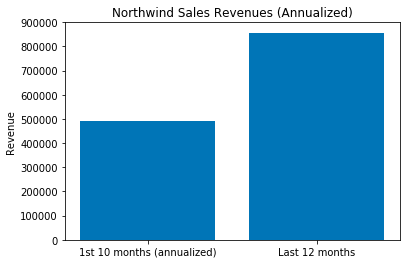 Northwind Sales Revenues (Annualized)
900000
800000
700000
600000
500000
400000
300000
200000
100000
0
Revenue
1st 10 months (annualized)
Last 12 months